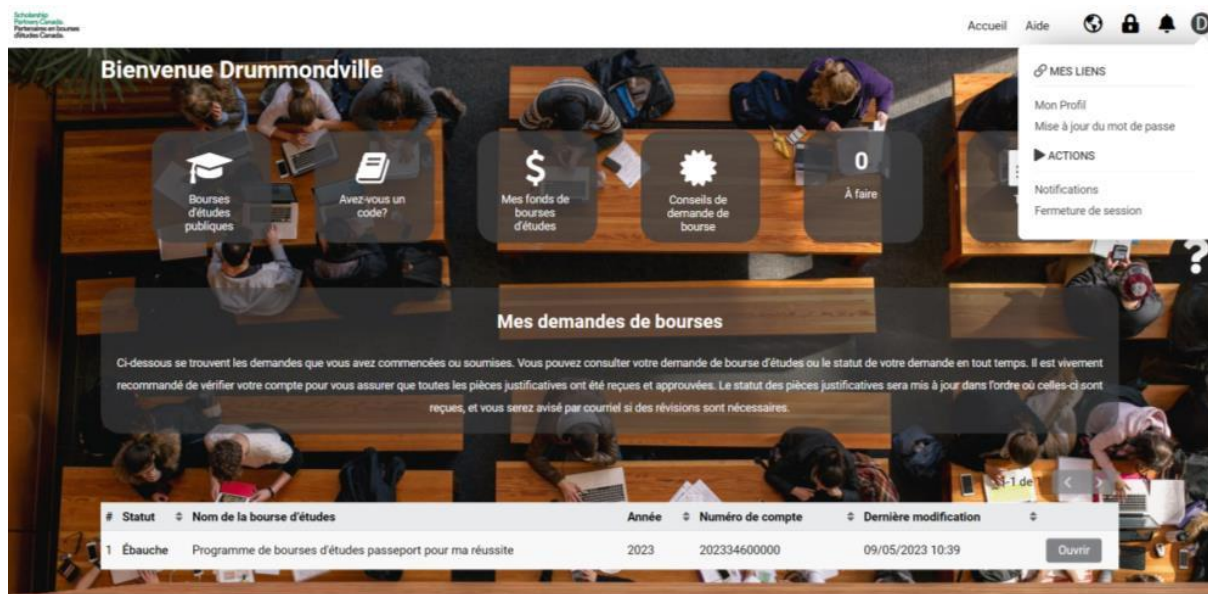 Scholarship
Partners Canada.
Partenaires en bourses
d'études Canada.
Accueil Aide
D
MES LIENS
Mon Profil
Mise à jour du mot de passe
ACTIONS
Notifications
Fermeture de session
Bienvenue Drummondville
Bourses
d'études
publiques
Avez-vous un
code?
$
Mes fonds de
bourses
d'études
Conseils de
demande de
bourse
0
À faire
?
Mes demandes de bourses
Ci-dessous se trouvent les demandes que vous avez commencées ou soumises. Vous pouvez consulter votre demande de bourse d'études ou le statut de votre demande en tout temps. Il est vivement
recommandé de vérifier votre compte pour vous assurer que toutes les pièces justificatives ont été reçues et approuvées. Le statut des pièces justificatives sera mis à jour dans l'ordre où celles-ci sont
reçues, et vous serez avisé par courriel si des révisions sont nécessaires.
1-1 de
# Statut Nom de la bourse d'études Année Numéro de compte Dernière modification
1 Ébauche Programme de bourses d'études passeport pour ma réussite 2023 202334600000 09/05/2023 10:39 Ouvrir